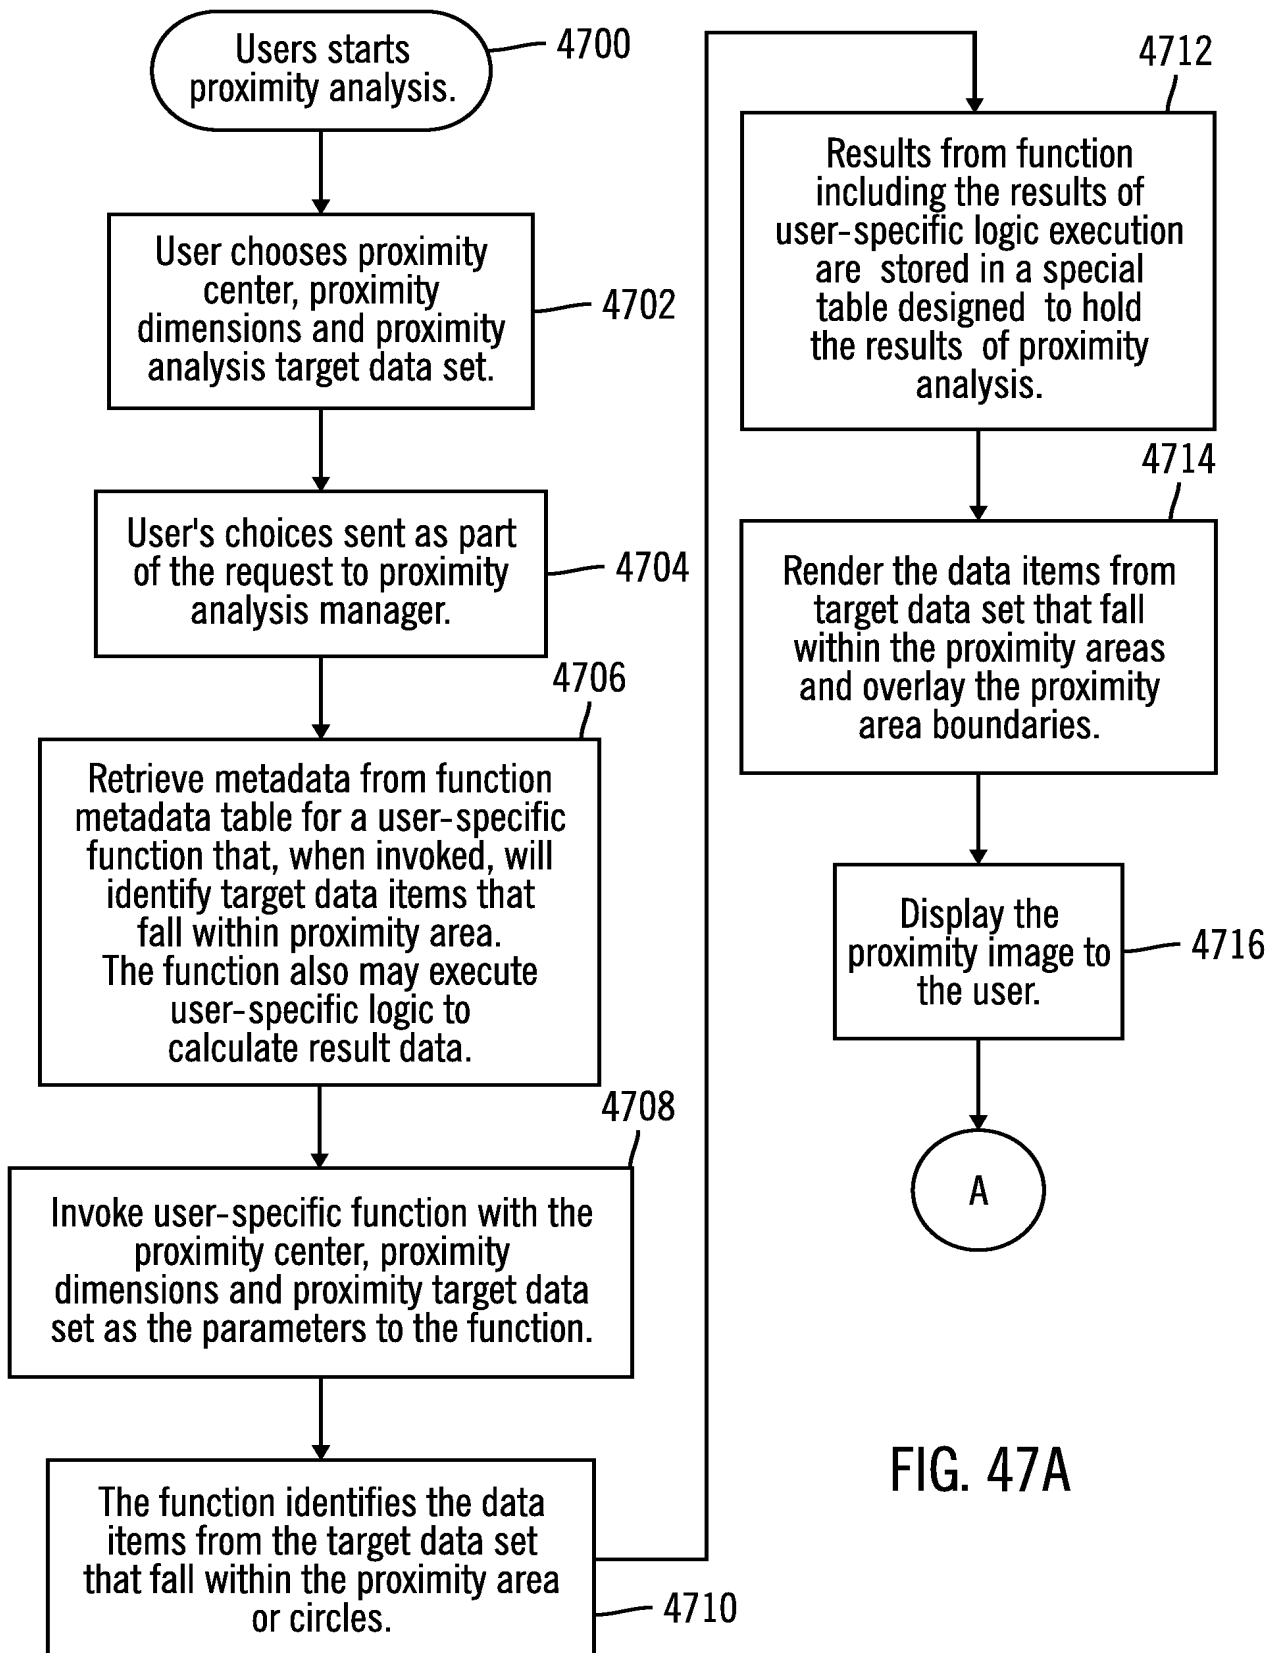 Users starts
proximity analysis.
4700
User chooses proximity
center, proximity
dimensions and proximity
analysis target data set.
4702
User's choices sent as part
of the request to proximity
analysis manager.
4704
4706
Retrieve metadata from function
metadata table for a user-specific
function that, when invoked, will
identify target data items that
fall within proximity area.
The function also may execute
user-specific logic to
calculate result data.
4708
Invoke user-specific function with the
proximity center, proximity
dimensions and proximity target data
set as the parameters to the function.
The function identifies the data
items from the target data set
that fall within the proximity area
or circles.
4710
4712
Results from function
including the results of
user-specific logic execution
are stored in a special
table designed to hold
the results of proximity
analysis.
4714
Render the data items from
target data set that fall
within the proximity areas
and overlay the proximity
area boundaries.
Display the
proximity image to
the user.
4716
A
FIG. 47A